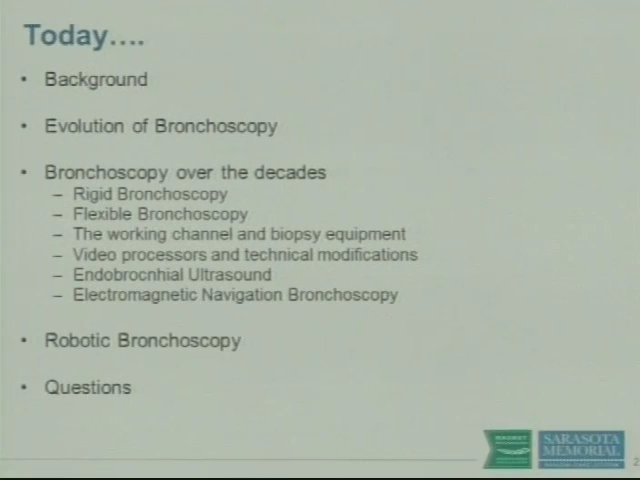 Today....
• Background
• Evolution of Bronchoscopy
• Bronchoscopy over the decades
– Rigid Bronchoscopy
– Flexible Bronchoscopy
– The working channel and biopsy equipment
– Video processors and technical modifications
– Endobrocnhial Ultrasound
– Electromagnetic Navigation Bronchoscopy
• Robotic Bronchoscopy
• Questions
SARASOTA
MEMORIAL
2